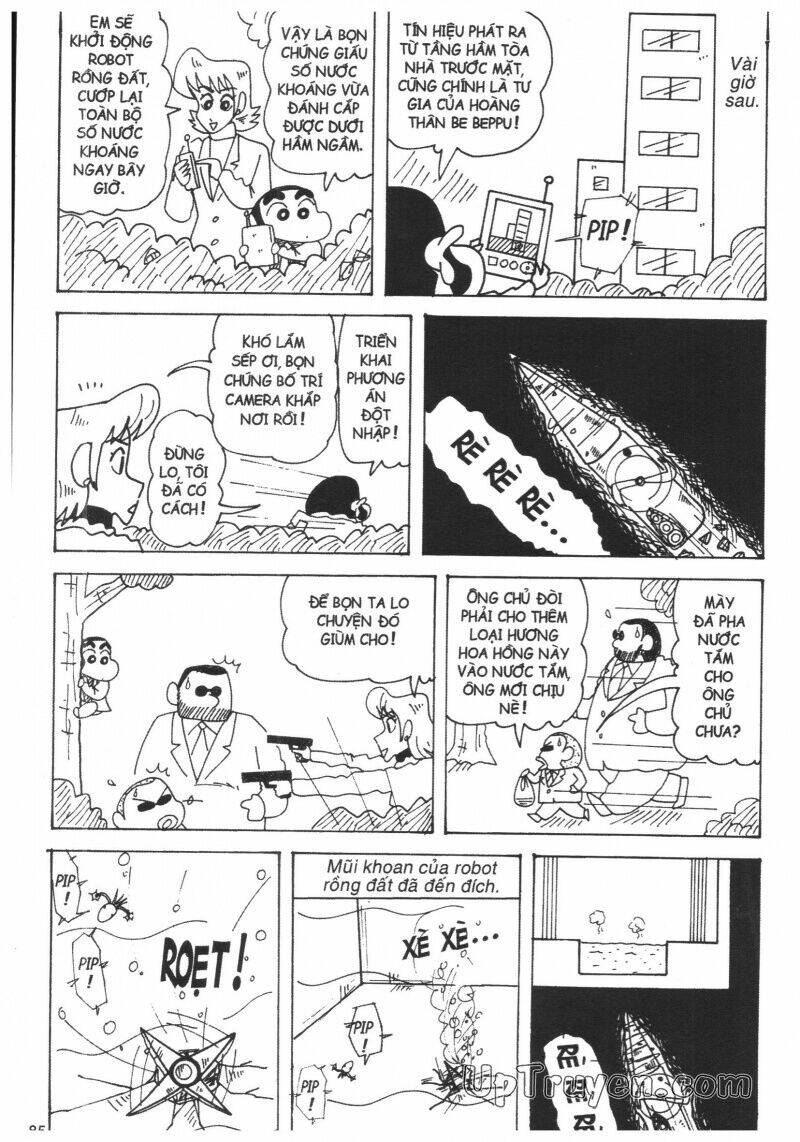 Vài
giờ
sau.
TÍN HIỆU PHÁT RA
TỪ TẦNG HẦM TÒA
NHÀ TRƯỚC MẶT,
CŨNG CHÍNH LÀ TƯ
GIA CỦA HOÀNG
THÂN BE BEPPU!
PIP!
VẬY LÀ BỌN
CHÚNG GIẤU
SỐ NƯỚC
KHOÁNG VỪA
ĐÁNH CẮP
ĐƯỢC DƯỚI
HẦM NGẦM.
EM SẼ
KHỞI ĐỘNG
ROBOT
RỒNG ĐẤT,
CƯỚP LẠI
TOÀN BỘ
SỐ NƯỚC
KHOÁNG
NGAY BÂY
GIỜ.
RÈ RÈ RÈ...
TRIỂN
KHAI
PHƯƠNG
ÁN
ĐỘT
NHẬP!
KHÓ LẮM
SẾP ƠI, BỌN
CHÚNG BỐ TRÍ
CAMERA KHẮP
NƠI RỒI!
ĐỪNG
LO, TÔI
ĐÃ CÓ
CÁCH!
MÀY
ĐÃ PHA
NƯỚC
TẮM
CHO
ÔNG
CHỦ
CHƯA?
ÔNG CHỦ ĐÒI
PHẢI CHO THÊM
LOẠI HƯƠNG
HOA HỒNG NÀY
VÀO NƯỚC TẮM,
ÔNG MỚI CHỊU
NÈ!
ĐỂ BỌN TA LO
CHUYỆN ĐÓ
GIÙM CHO!
RÈ RÈ RÈ
Mũi khoan của robot
rồng đất đã đến đích.
XÈ XÈ...
PIP!
PIP!
PIP!
PIP!
ROẸT!
85
UpTruyen.com